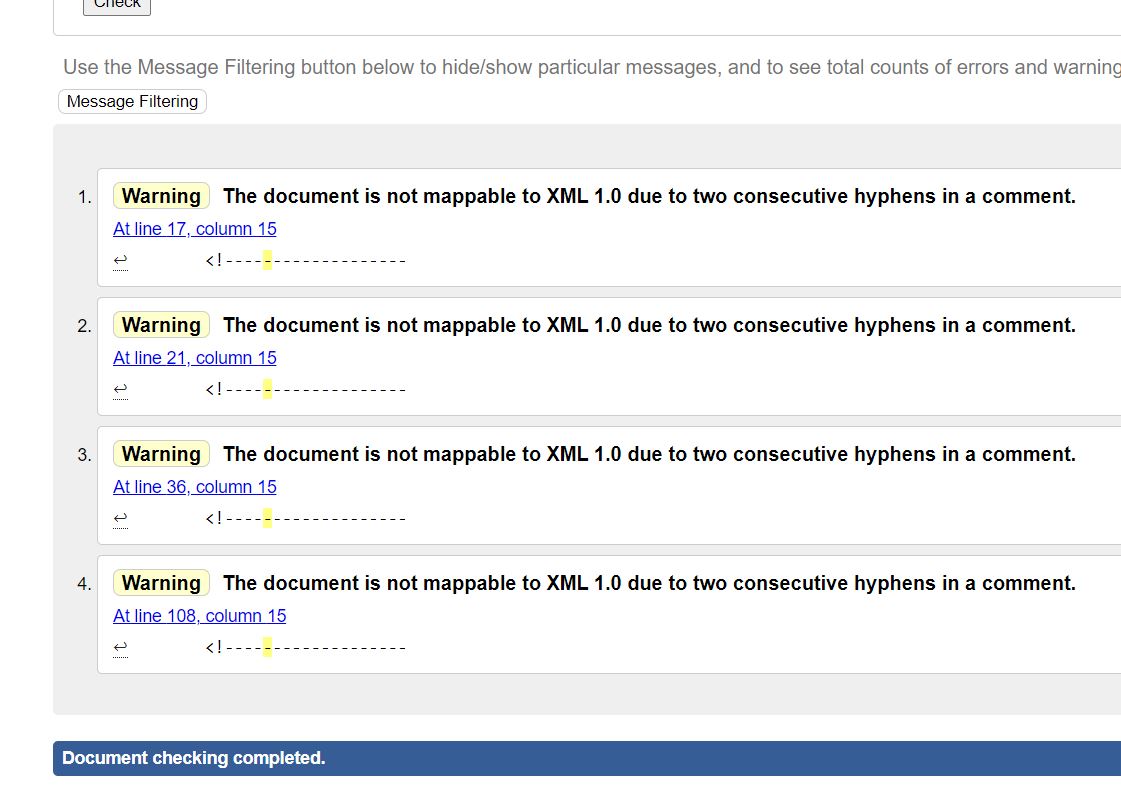 Check
Use the Message Filtering button below to hide/show particular messages, and to see total counts of errors and warning
Message Filtering
1. Warning The document is not mappable to XML 1.0 due to two consecutive hyphens in a comment.
At line 17, column 15
↩ <!-------------------
2. Warning The document is not mappable to XML 1.0 due to two consecutive hyphens in a comment.
At line 21, column 15
↩ <!-------------------
3. Warning The document is not mappable to XML 1.0 due to two consecutive hyphens in a comment.
At line 36, column 15
↩ <!-------------------
4. Warning The document is not mappable to XML 1.0 due to two consecutive hyphens in a comment.
At line 108, column 15
↩ <!-------------------
Document checking completed.